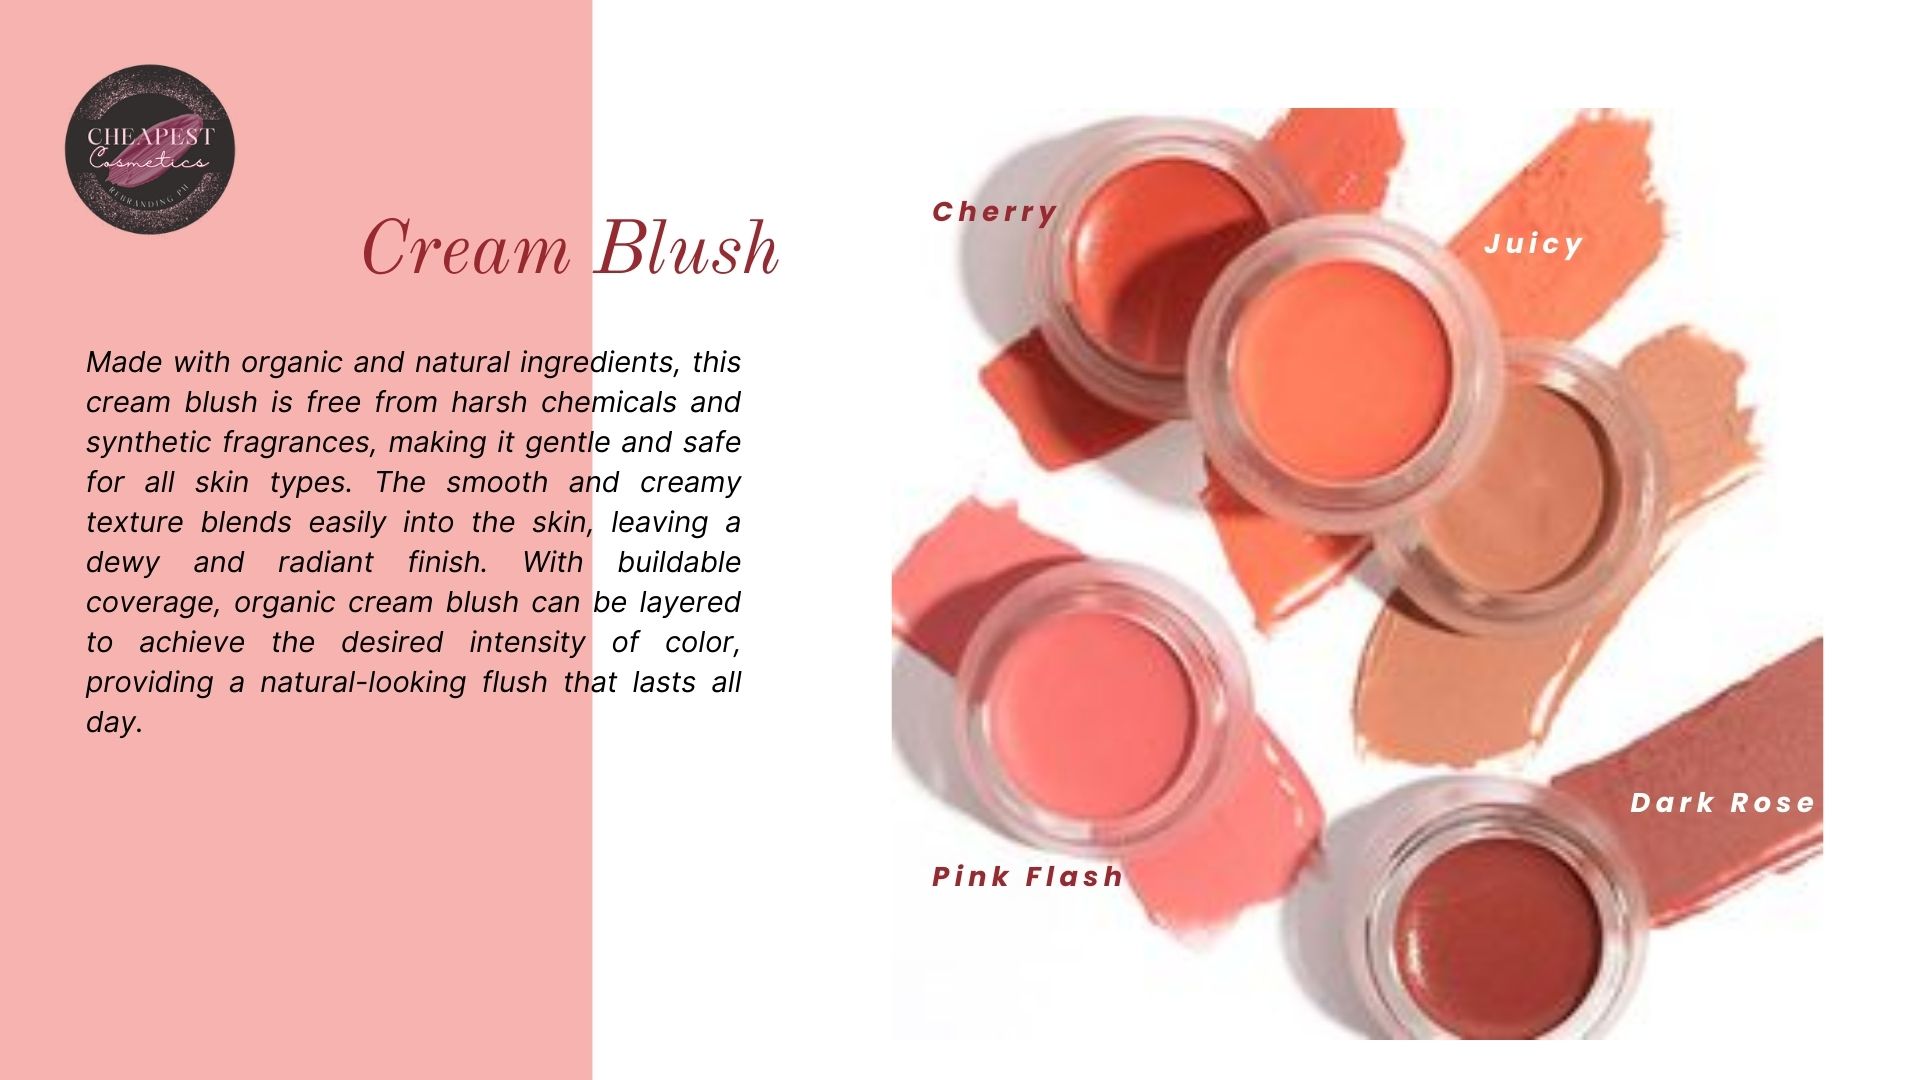 CHEAPEST
Cosmetics
REBRANDING PH
Cream Blush
Made with organic and natural ingredients, this
cream blush is free from harsh chemicals and
synthetic fragrances, making it gentle and safe
for all skin types. The smooth and creamy
texture blends easily into the skin, leaving a
dewy and radiant finish. With buildable
coverage, organic cream blush can be layered
to achieve the desired intensity of color,
providing a natural-looking flush that lasts all
day.
Cherry
Juicy
Dark Rose
Pink Flash